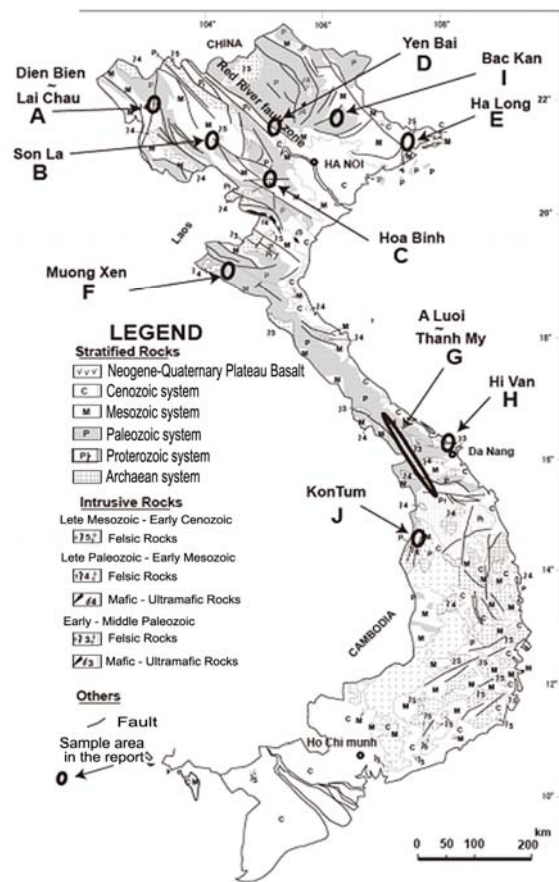 104°
106°
108°
CHINA
Yen Bai
D
Bac Kan
I
Dien Bien
~
Lai Chau
A
Red River fault zone
Ha Long
E
22°
Son La
B
HA NOI
20°
Laos
Hoa Binh
C
Muong Xen
F
A Luoi
~
Thanh My
G
Hi Van
H
Da Nang
16°
KonTum
J
14°
CAMBODIA
12°
Ho Chi munh
10°
LEGEND
Stratified Rocks
v v v Neogene-Quaternary Plateau Basalt
C Cenozoic system
M Mesozoic system
P Paleozoic system
Proterozoic system
Archaean system
Intrusive Rocks
Lete Mesozoic - Early Cenozoic
Felsic Rocks
Lete Paleozoic - Early Mesozoic
Felsic Rocks
Mafic - Ultramafic Rocks
Early - Middle Paleozoic
Felsic Rocks
Mafic - Ultramafic Rocks
Others
Fault
Sample area
in the report
0 50 100 200
km